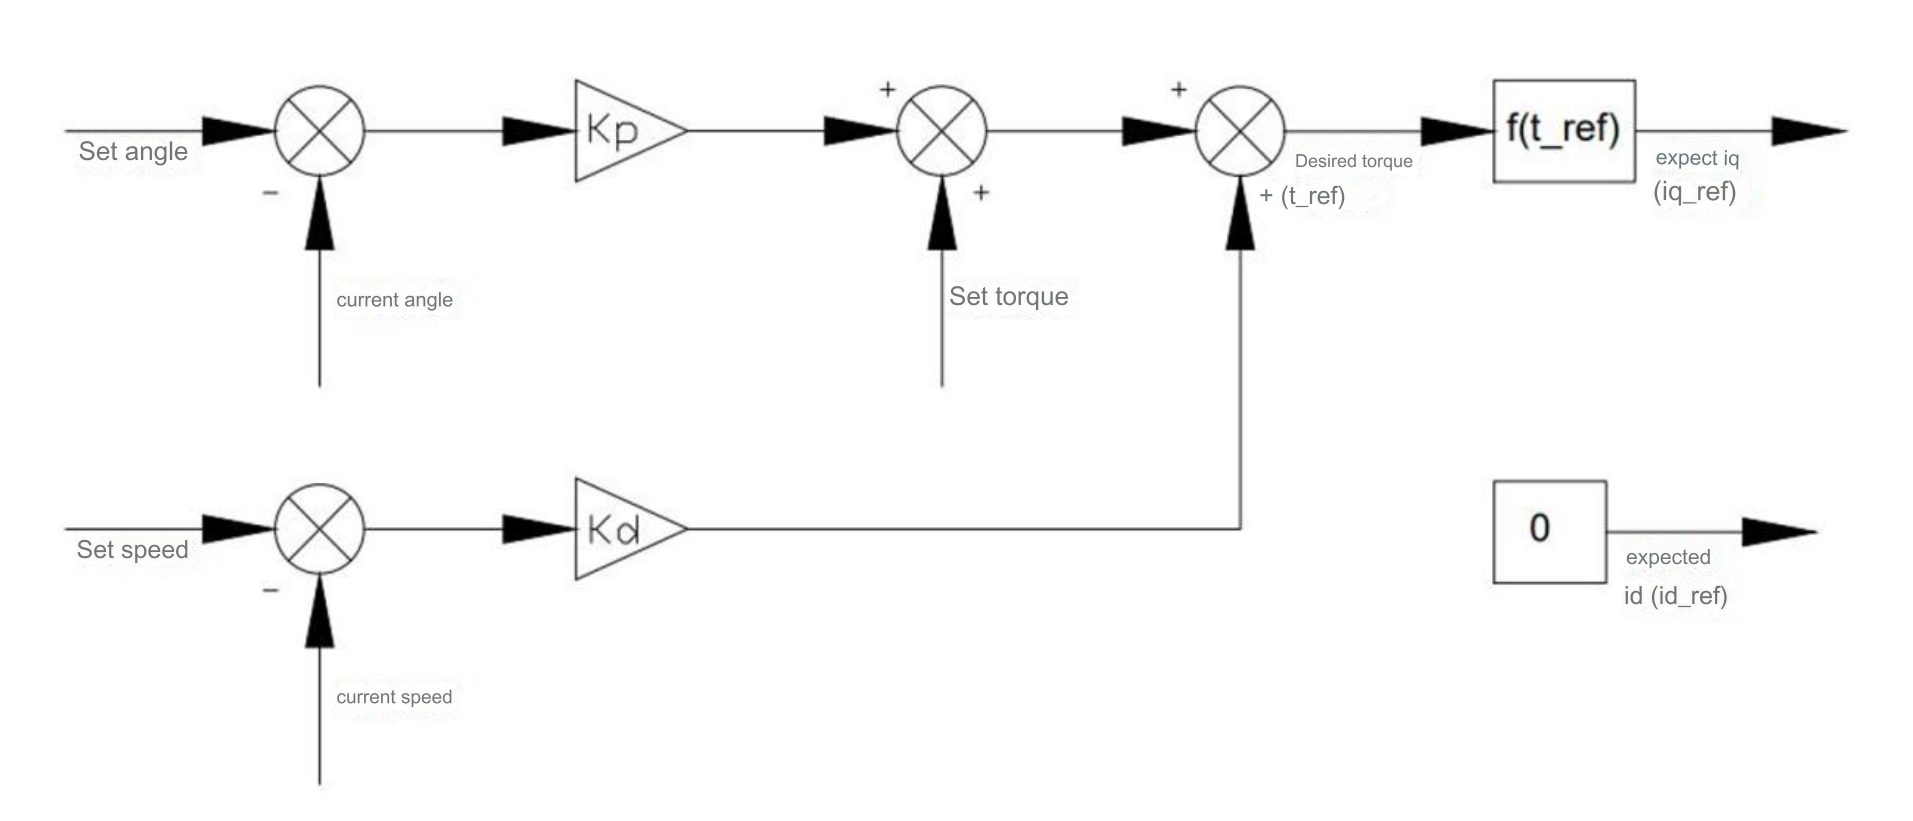 Set angle
−
current angle
Kp
+
+
Set torque
+
Desired torque
+ (t_ref)
f(t_ref)
expect iq
(iq_ref)
Set speed
−
current speed
Kd
0
expected
id (id_ref)